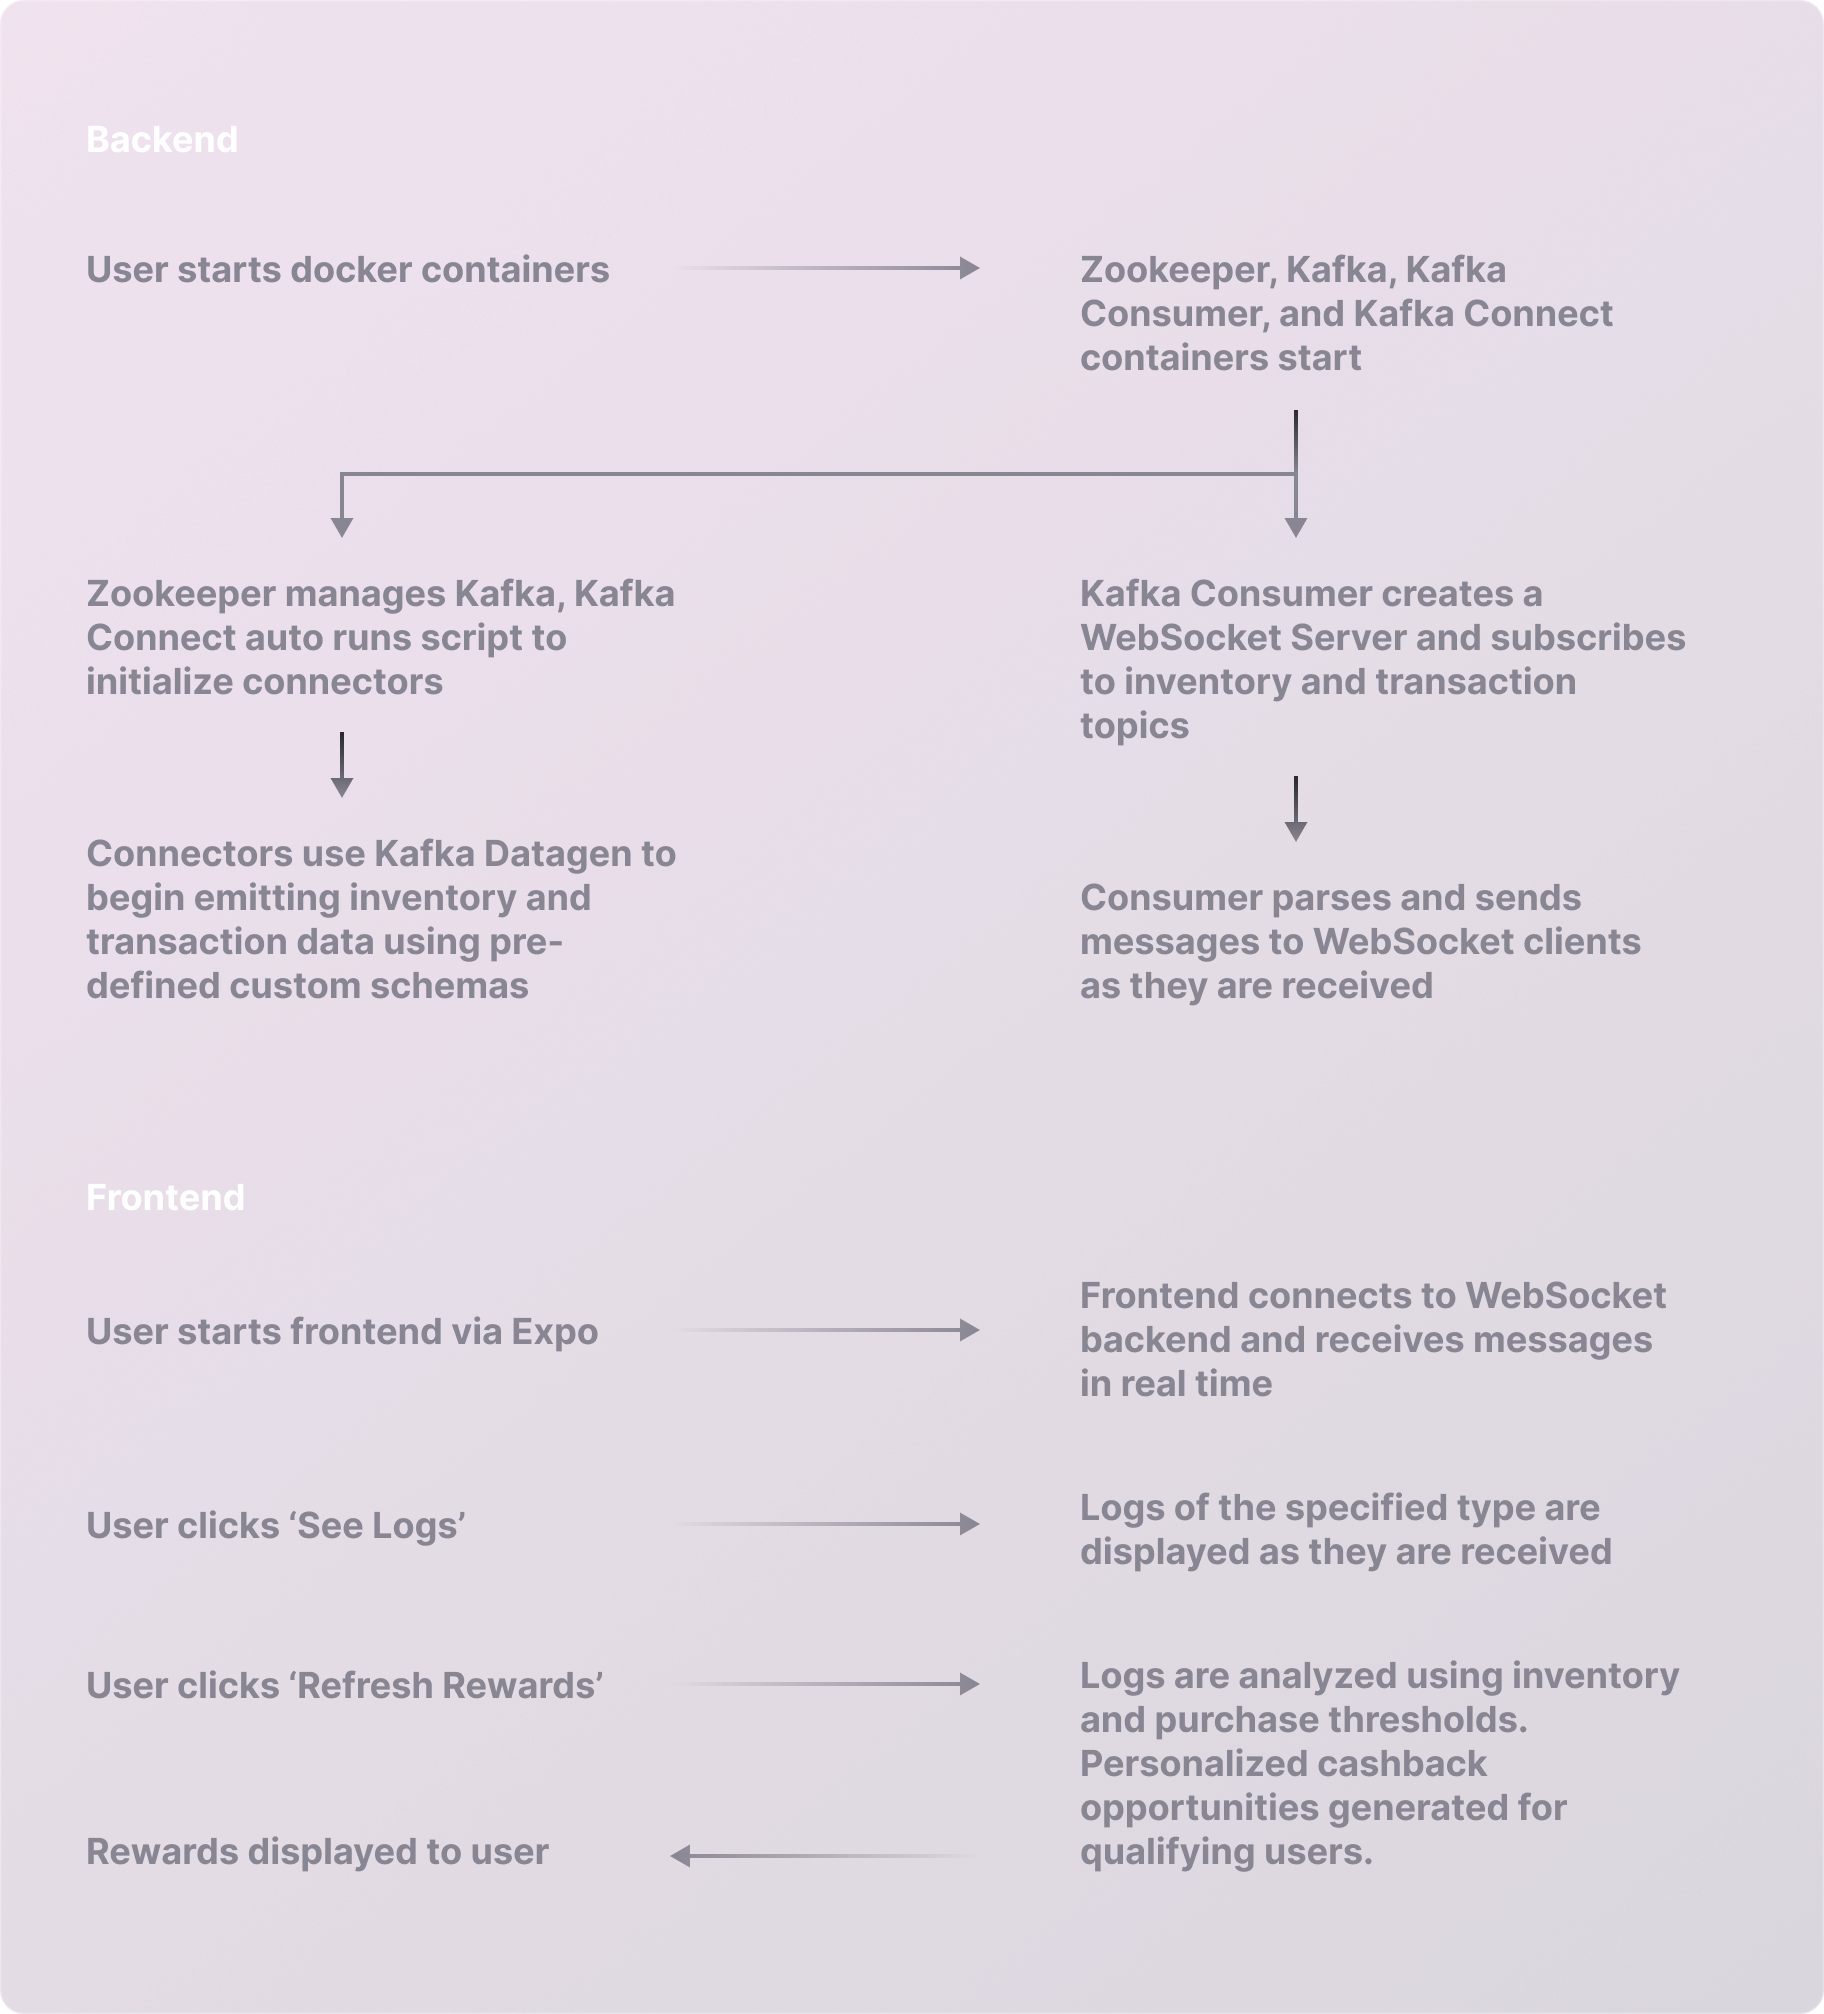 Backend
User starts docker containers
Zookeeper, Kafka, Kafka
Consumer, and Kafka Connect
containers start
Zookeeper manages Kafka, Kafka
Connect auto runs script to
initialize connectors
Kafka Consumer creates a
WebSocket Server and subscribes
to inventory and transaction
topics
Connectors use Kafka Datagen to
begin emitting inventory and
transaction data using pre-
defined custom schemas
Consumer parses and sends
messages to WebSocket clients
as they are received
Frontend
User starts frontend via Expo
Frontend connects to WebSocket
backend and receives messages
in real time
User clicks ‘See Logs’
Logs of the specified type are
displayed as they are received
User clicks ‘Refresh Rewards’
Logs are analyzed using inventory
and purchase thresholds.
Personalized cashback
opportunities generated for
qualifying users.
Rewards displayed to user